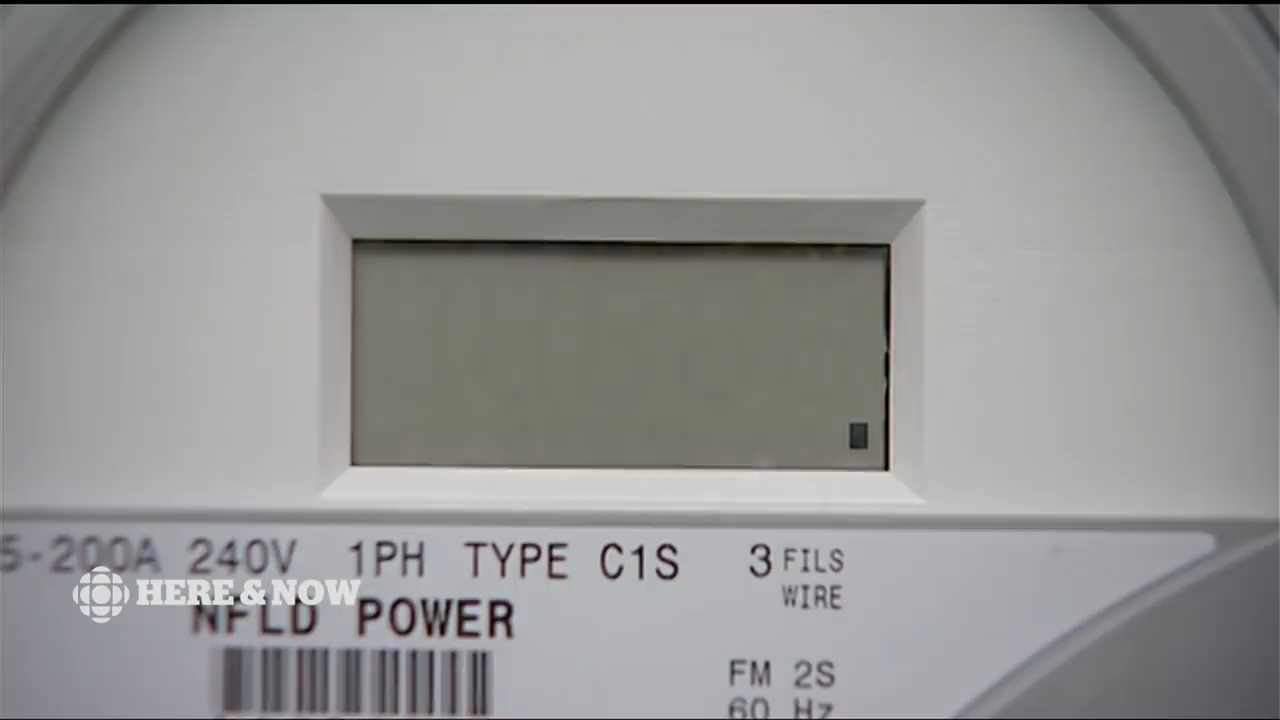 5-200A 240V 1PH TYPE C1S 3 FILS
WIRE
HERE & NOW
NFLD POWER
FM 2S
60 Hz